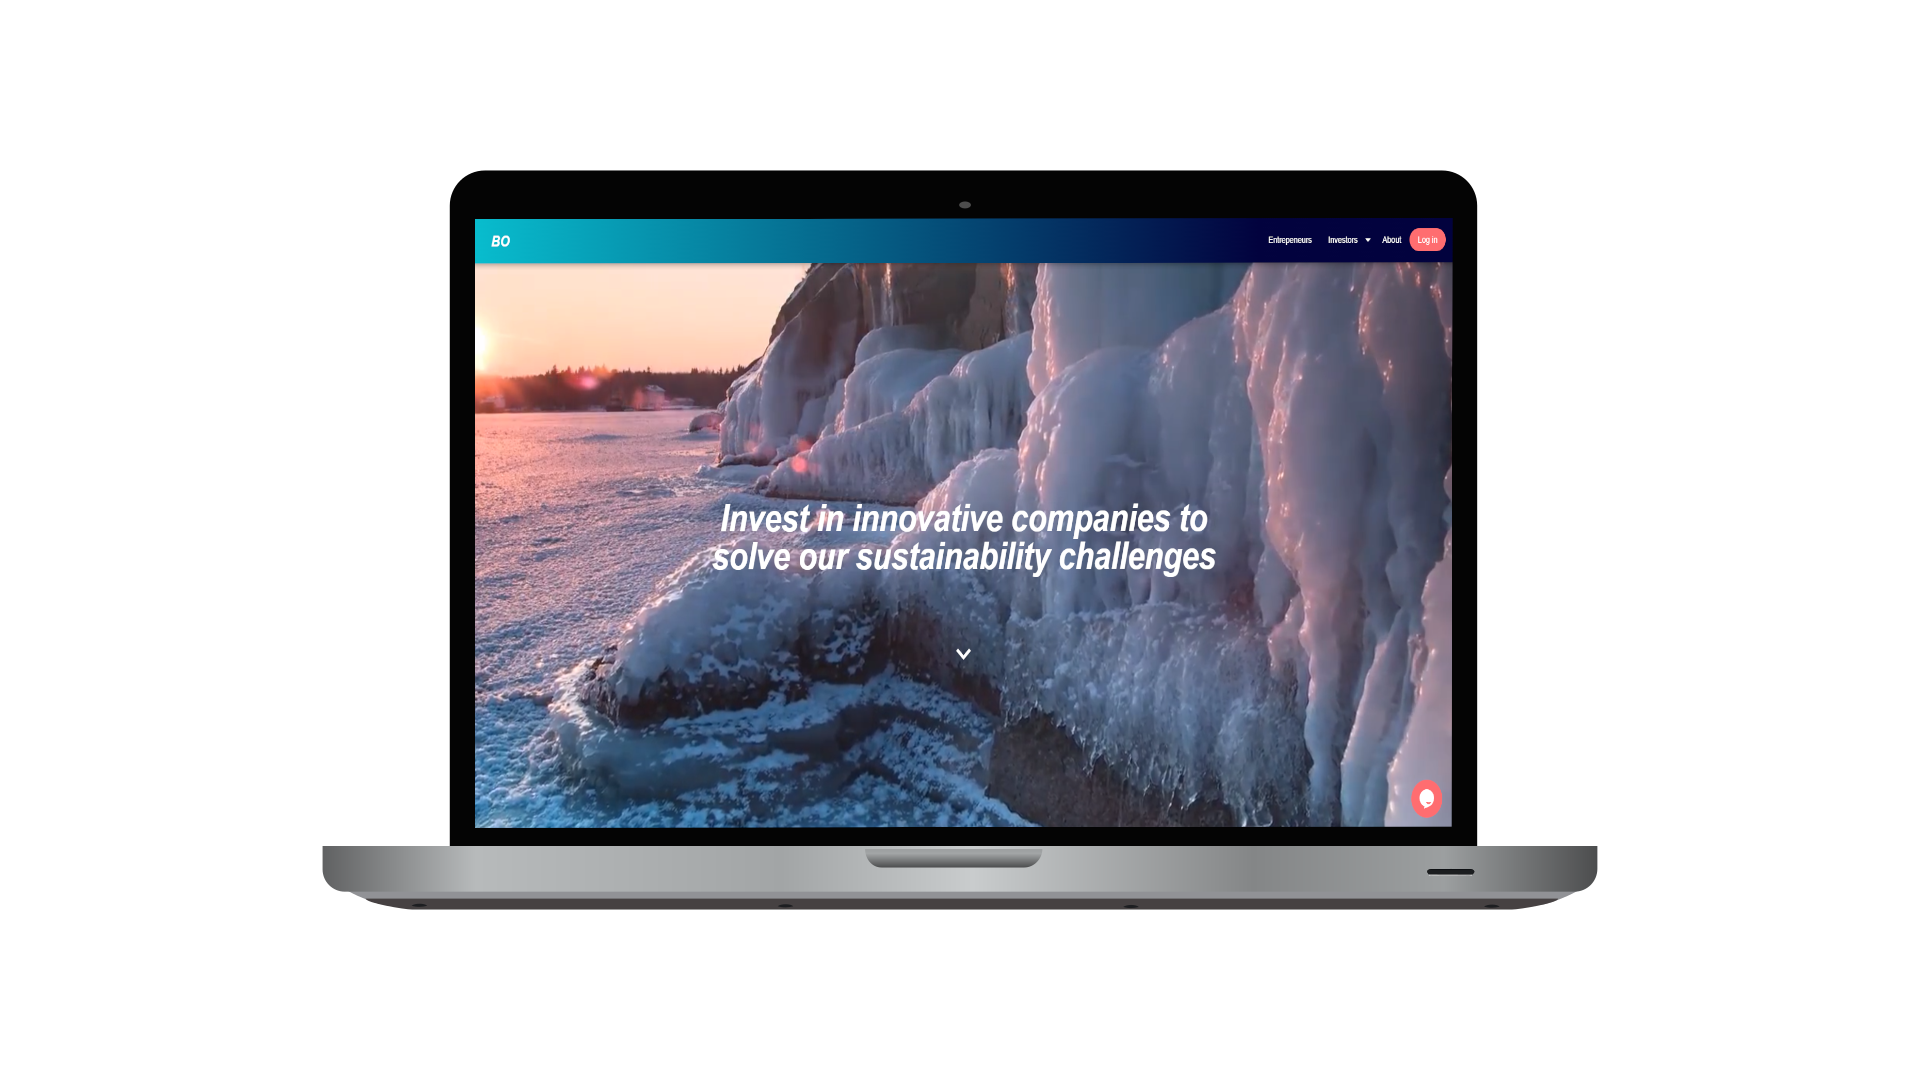 BO
Entrepeneurs Investors About Log in
Invest in innovative companies to
solve our sustainability challenges